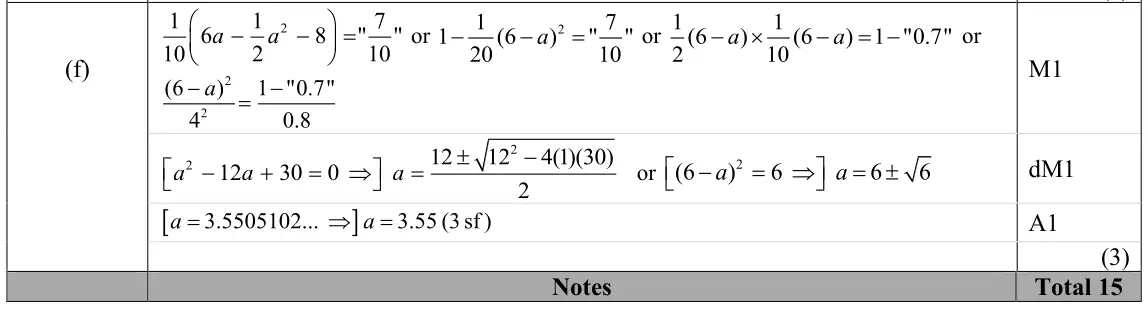 (f) 1/10(6a − 1/2a² − 8) = "7/10" or 1 − 1/20(6 − a)² = "7/10" or 1/2(6 − a) × 1/10(6 − a) = 1 − "0.7" or M1
(6 − a)²/4² = 1 − "0.7"/0.8
[a² − 12a + 30 = 0 ⇒] a = 12 ± √(12² − 4(1)(30))/2 or [(6 − a)² = 6 ⇒] a = 6 ± √6 dM1
[a = 3.5505102... ⇒] a = 3.55 (3 sf) A1
(3)
Notes Total 15